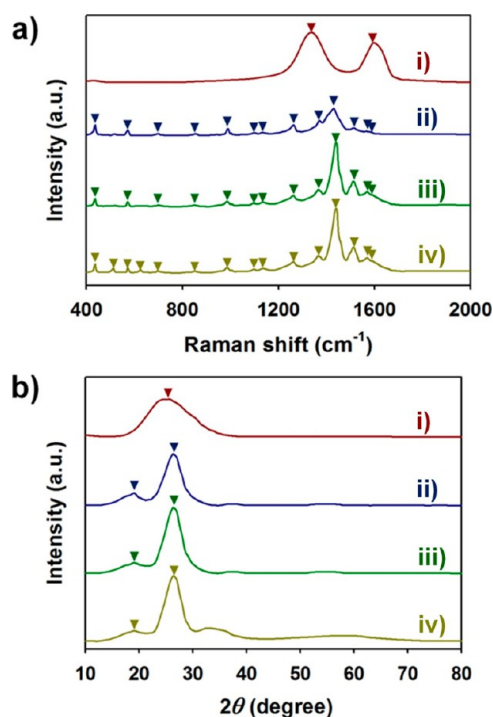 a)
Intensity (a.u.)
i)
ii)
iii)
iv)
400 800 1200 1600 2000
Raman shift (cm⁻¹)
b)
Intensity (a.u.)
i)
ii)
iii)
iv)
10 20 30 40 50 60 70 80
2θ (degree)